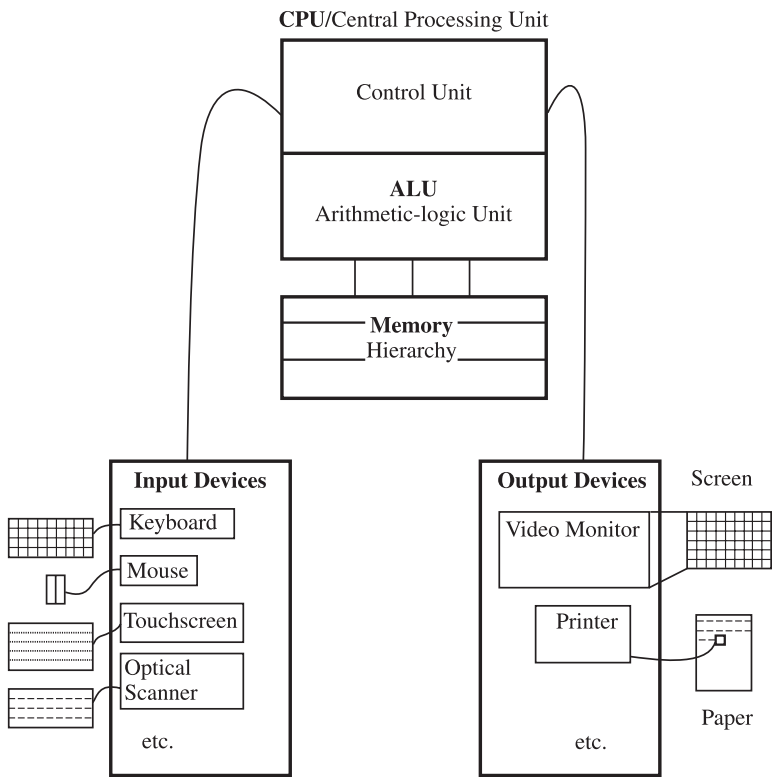 CPU/Central Processing Unit
Control Unit
ALU
Arithmetic-logic Unit
Memory
Hierarchy
Input Devices
Keyboard
Mouse
Touchscreen
Optical
Scanner
etc.
Output Devices
Screen
Video Monitor
Printer
Paper
etc.